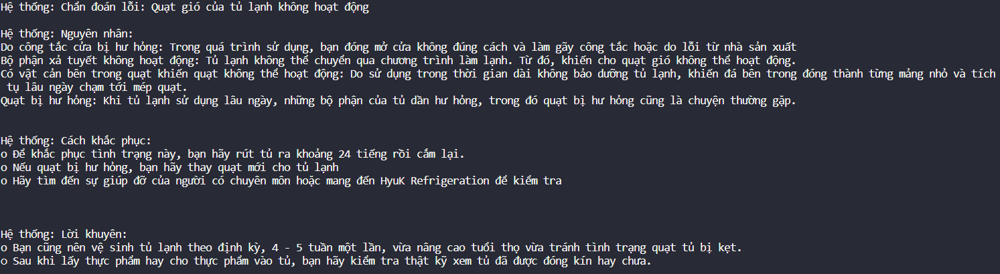 Hệ thống: Chẩn đoán lỗi: Quạt gió của tủ lạnh không hoạt động
Hệ thống: Nguyên nhân:
Do công tắc cửa bị hư hỏng: Trong quá trình sử dụng, bạn đóng mở cửa không đúng cách và làm gãy công tắc hoặc do lỗi từ nhà sản xuất
Bộ phận xả tuyết không hoạt động: Tủ lạnh không thể chuyển qua chương trình làm lạnh. Từ đó, khiến cho quạt gió không thể hoạt động.
Có vật cản bên trong quạt khiến quạt không thể hoạt động: Do sử dụng trong thời gian dài không bảo dưỡng tủ lạnh, khiến đá bên trong đóng thành từng mảng nhỏ và tích
tụ lâu ngày chạm tới mép quạt.
Quạt bị hư hỏng: Khi tủ lạnh sử dụng lâu ngày, những bộ phận của tủ dần hư hỏng, trong đó quạt bị hư hỏng cũng là chuyện thường gặp.
Hệ thống: Cách khắc phục:
o Để khắc phục tình trạng này, bạn hãy rút tủ ra khoảng 24 tiếng rồi cắm lại.
o Nếu quạt bị hư hỏng, bạn hãy thay quạt mới cho tủ lạnh
o Hãy tìm đến sự giúp đỡ của người có chuyên môn hoặc mang đến HyuK Refrigeration để kiểm tra
Hệ thống: Lời khuyên:
o Bạn cũng nên vệ sinh tủ lạnh theo định kỳ, 4 - 5 tuần một lần, vừa nâng cao tuổi thọ vừa tránh tình trạng quạt tủ bị kẹt.
o Sau khi lấy thực phẩm hay cho thực phẩm vào tủ, bạn hãy kiểm tra thật kỹ xem tủ đã được đóng kín hay chưa.